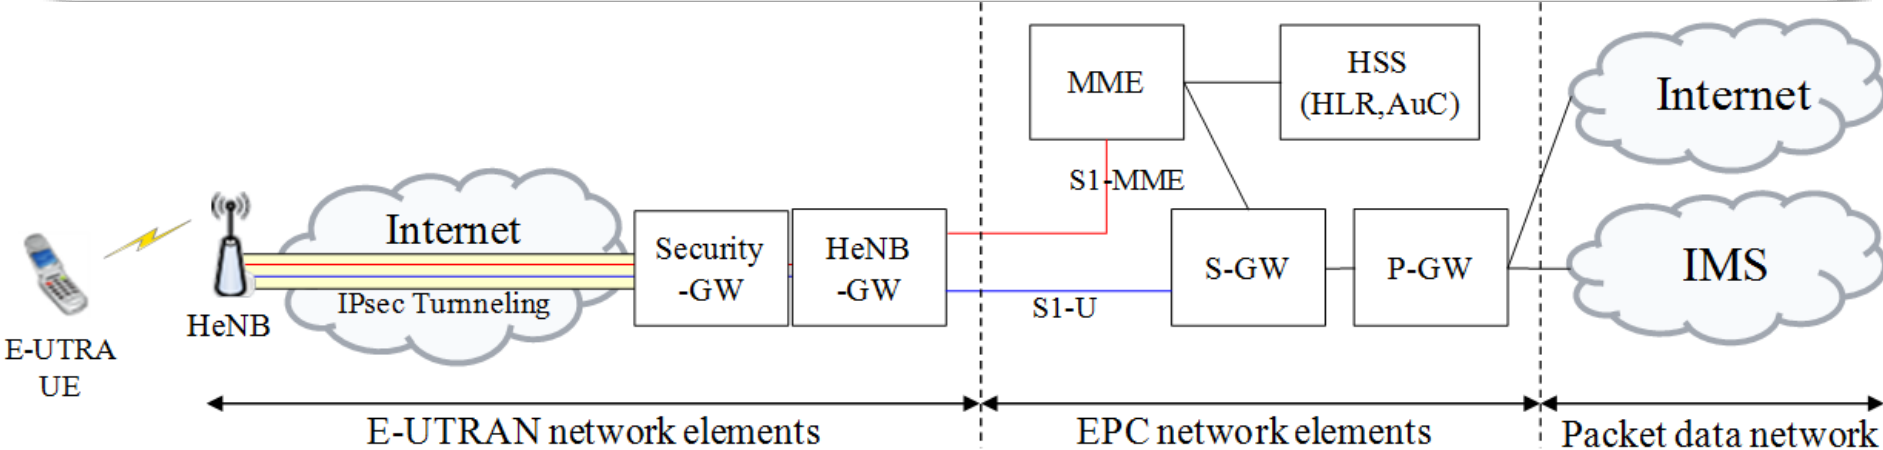 MME
HSS
(HLR,AuC)
Internet
S1-MME
Internet
Security
-GW
HeNB
-GW
S-GW
P-GW
IMS
IPsec Turnneling
S1-U
HeNB
E-UTRA
UE
E-UTRAN network elements
EPC network elements
Packet data network